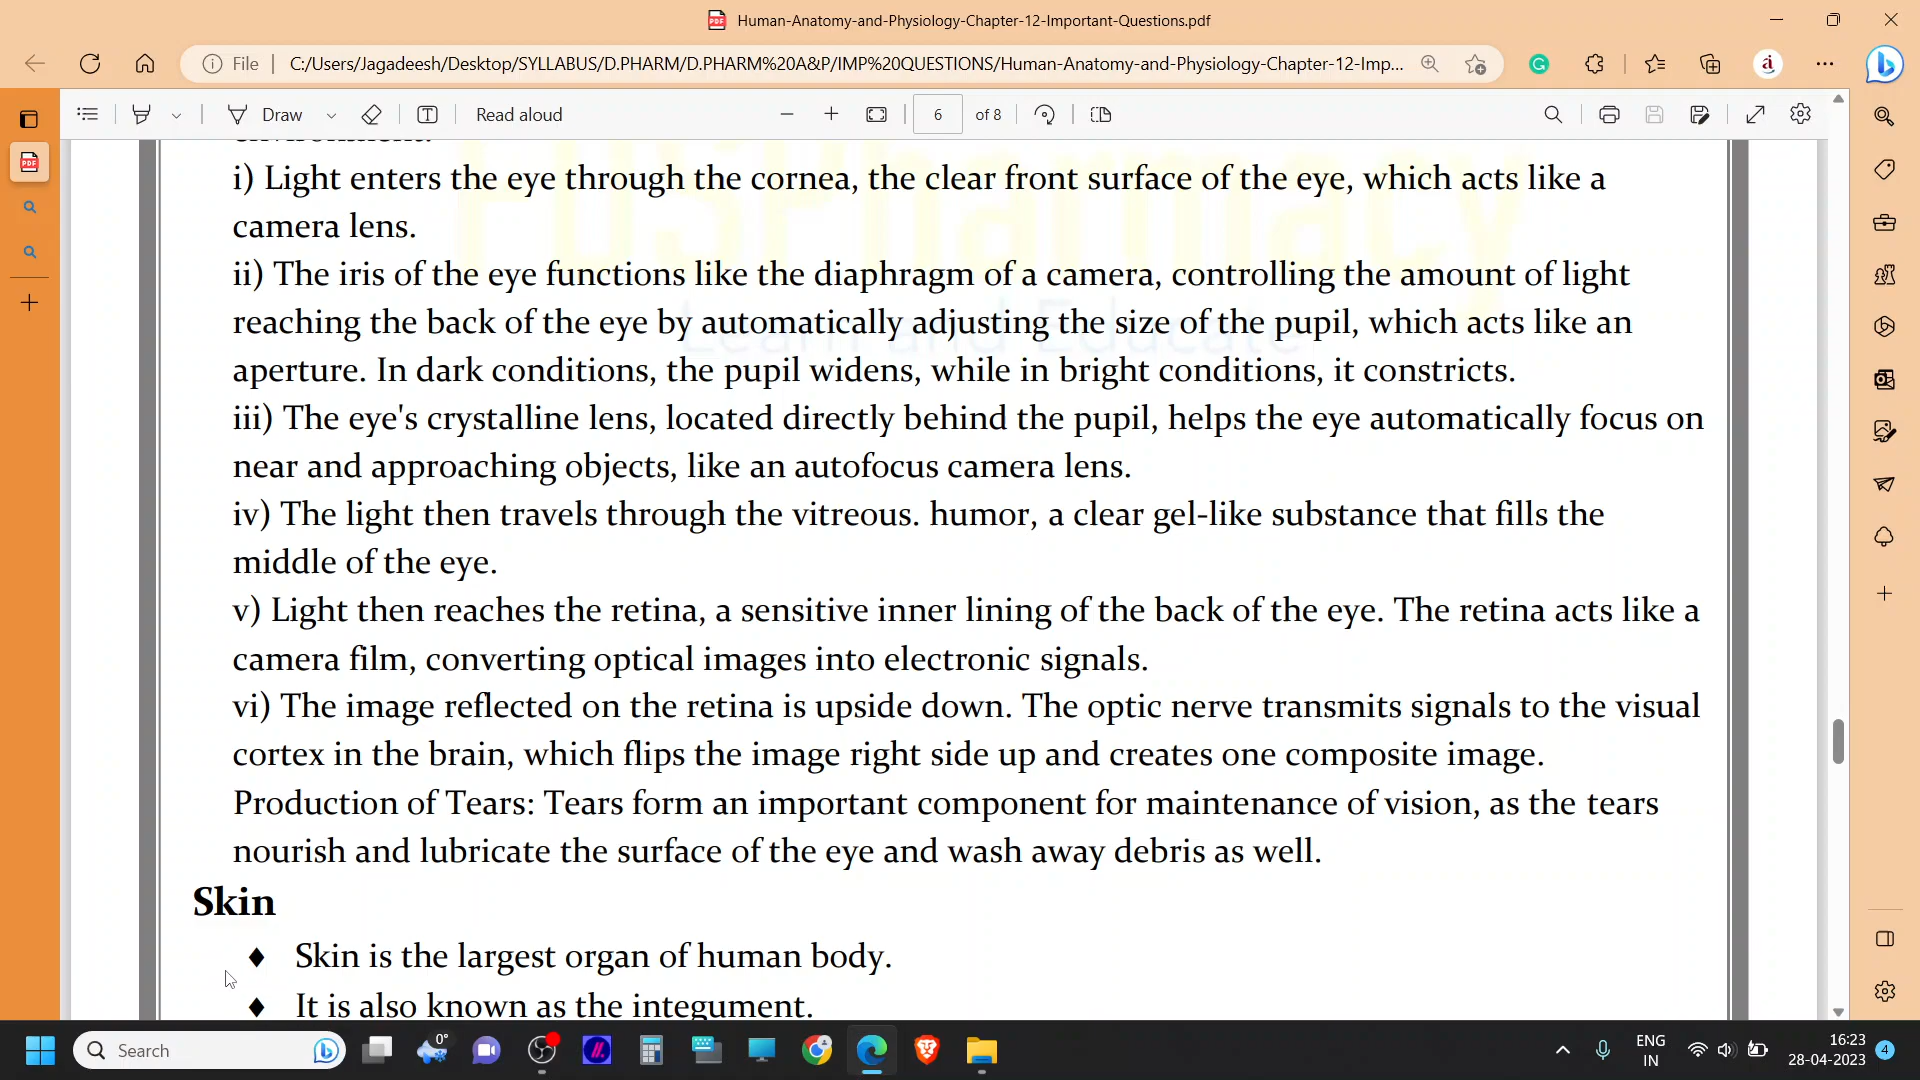 Human-Anatomy-and-Physiology-Chapter-12-Important-Questions.pdf
File
C:/Users/Jagadeesh/Desktop/SYLLABUS/D.PHARM/D.PHARM%20A&P/IMP%20QUESTIONS/Human-Anatomy-and-Physiology-Chapter-12-Imp...
Draw
Read aloud
6 of 8
i) Light enters the eye through the cornea, the clear front surface of the eye, which acts like a
camera lens.
ii) The iris of the eye functions like the diaphragm of a camera, controlling the amount of light
reaching the back of the eye by automatically adjusting the size of the pupil, which acts like an
aperture. In dark conditions, the pupil widens, while in bright conditions, it constricts.
iii) The eye's crystalline lens, located directly behind the pupil, helps the eye automatically focus on
near and approaching objects, like an autofocus camera lens.
iv) The light then travels through the vitreous. humor, a clear gel-like substance that fills the
middle of the eye.
v) Light then reaches the retina, a sensitive inner lining of the back of the eye. The retina acts like a
camera film, converting optical images into electronic signals.
vi) The image reflected on the retina is upside down. The optic nerve transmits signals to the visual
cortex in the brain, which flips the image right side up and creates one composite image.
Production of Tears: Tears form an important component for maintenance of vision, as the tears
nourish and lubricate the surface of the eye and wash away debris as well.
Skin
♦ Skin is the largest organ of human body.
♦ It is also known as the integument.
Learn and Educate
Search
0°
ENG
IN
16:23
28-04-2023
4